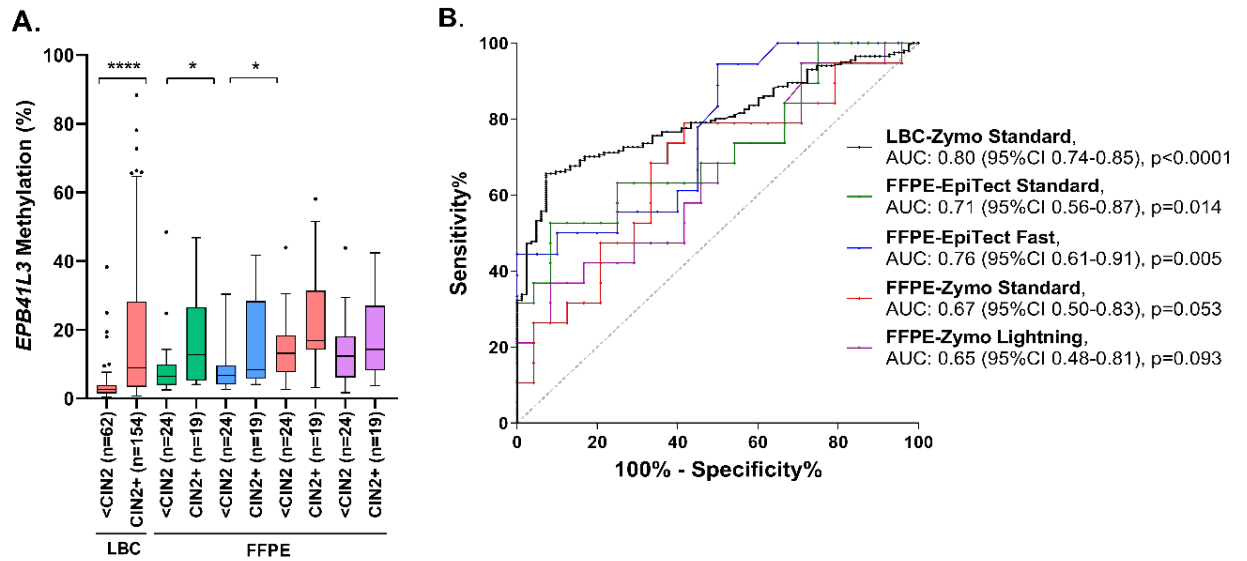 A.
EPB41L3 Methylation (%)
100
80
60
40
20
0
****
*
*
<CIN2 (n=62)
CIN2+ (n=154)
<CIN2 (n=24)
CIN2+ (n=19)
<CIN2 (n=24)
CIN2+ (n=19)
<CIN2 (n=24)
CIN2+ (n=19)
<CIN2 (n=24)
CIN2+ (n=19)
LBC
FFPE
B.
Sensitivity%
100
80
60
40
20
0
0
20
40
60
80
100
100% - Specificity%
LBC-Zymo Standard,
AUC: 0.80 (95%CI 0.74-0.85), p<0.0001
FFPE-EpiTect Standard,
AUC: 0.71 (95%CI 0.56-0.87), p=0.014
FFPE-EpiTect Fast,
AUC: 0.76 (95%CI 0.61-0.91), p=0.005
FFPE-Zymo Standard,
AUC: 0.67 (95%CI 0.50-0.83), p=0.053
FFPE-Zymo Lightning,
AUC: 0.65 (95%CI 0.48-0.81), p=0.093